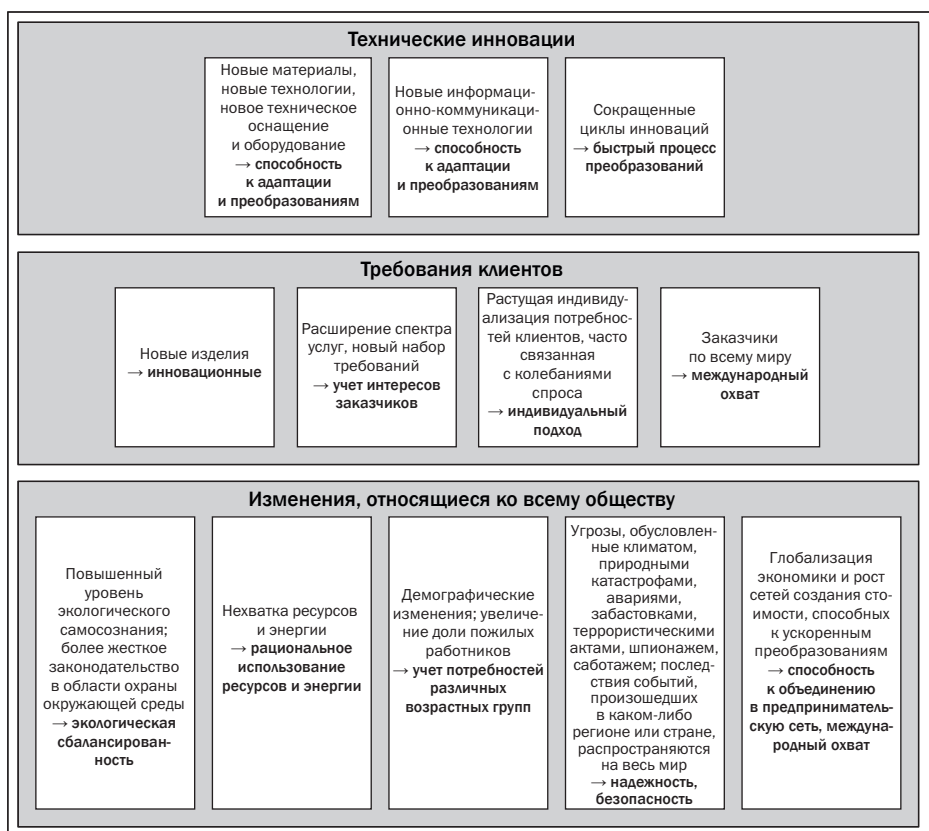 Технические инновации
Новые материалы,
новые технологии,
новое техническое
оснащение
и оборудование
→ способность
к адаптации
и преобразованиям
Новые информаци-
онно-коммуникаци-
онные технологии
→ способность
к адаптации
и преобразованиям
Сокращенные
циклы инноваций
→ быстрый процесс
преобразований
Требования клиентов
Новые изделия
→ инновационные
Расширение спектра
услуг, новый набор
требований
→ учет интересов
заказчиков
Растущая индивиду-
ализация потребнос-
тей клиентов, часто
связанная
с колебаниями
спроса
→ индивидуальный
подход
Заказчики
по всему миру
→ международный
охват
Изменения, относящиеся ко всему обществу
Повышенный
уровень
экологического
самосознания;
более жесткое
законодательство
в области охраны
окружающей среды
→ экологическая
сбалансирован-
ность
Нехватка ресурсов
и энергии
→ рациональное
использование
ресурсов и энергии
Демографические
изменения; увеличе-
ние доли пожилых
работников
→ учет потребностей
различных
возрастных групп
Угрозы, обусловлен-
ные климатом,
природными
катастрофами,
авариями,
забастовками,
террористическими
актами, шпионажем,
саботажем; послед-
ствия событий,
произошедших
в каком-либо
регионе или стране,
распространяются
на весь мир
→ надежность,
безопасность
Глобализация
экономики и рост
сетей создания сто-
имости, способных
к ускоренным
преобразованиям
→ способность
к объединению
в предприниматель-
скую сеть, междуна-
родный охват